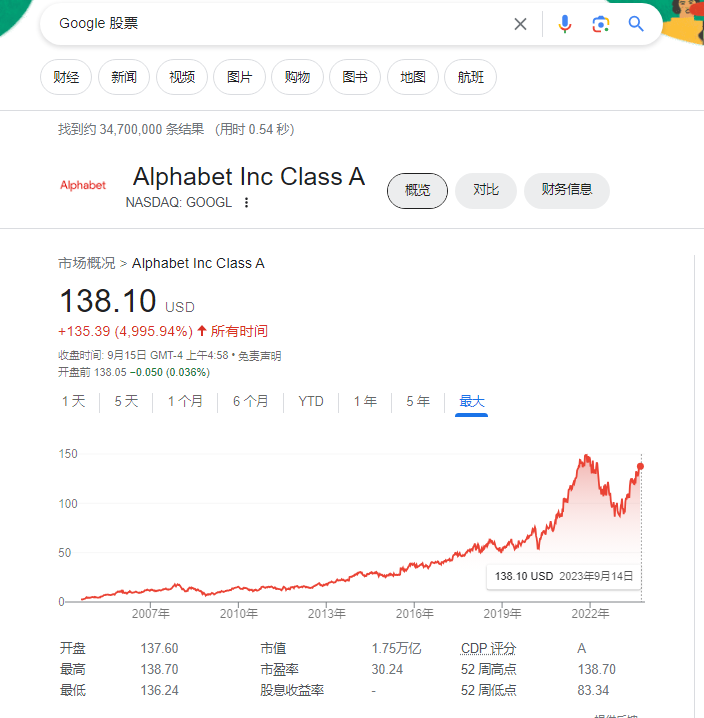 Google 股票
财经 新闻 视频 图片 购物 图书 地图 航班
找到约 34,700,000 条结果 （用时 0.54 秒）
Alphabet
Alphabet Inc Class A
NASDAQ: GOOGL
概览 对比 财务信息
市场概况 > Alphabet Inc Class A
138.10 USD
+135.39 (4,995.94%) 所有时间
收盘时间: 9月15日 GMT-4 上午4:58 • 免责声明
开盘前 138.05 −0.050 (0.036%)
1 天 5 天 1 个月 6 个月 YTD 1 年 5 年 最大
150
100
50
0
138.10 USD 2023年9月14日
2007年 2010年 2013年 2016年 2019年 2022年
开盘 137.60 市值 1.75万亿 CDP 评分 A
最高 138.70 市盈率 30.24 52 周高点 138.70
最低 136.24 股息收益率 - 52 周低点 83.34